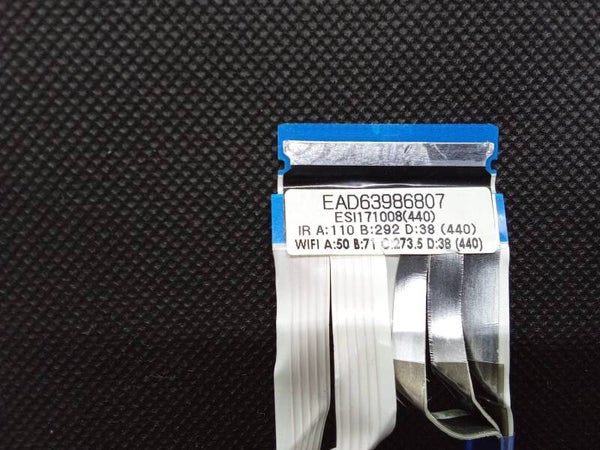 EAD63986807
ESI171008(440)
IR A:110 B:292 D:38 (440)
WIFI A:50 B:71 C:273.5 D:38 (440)